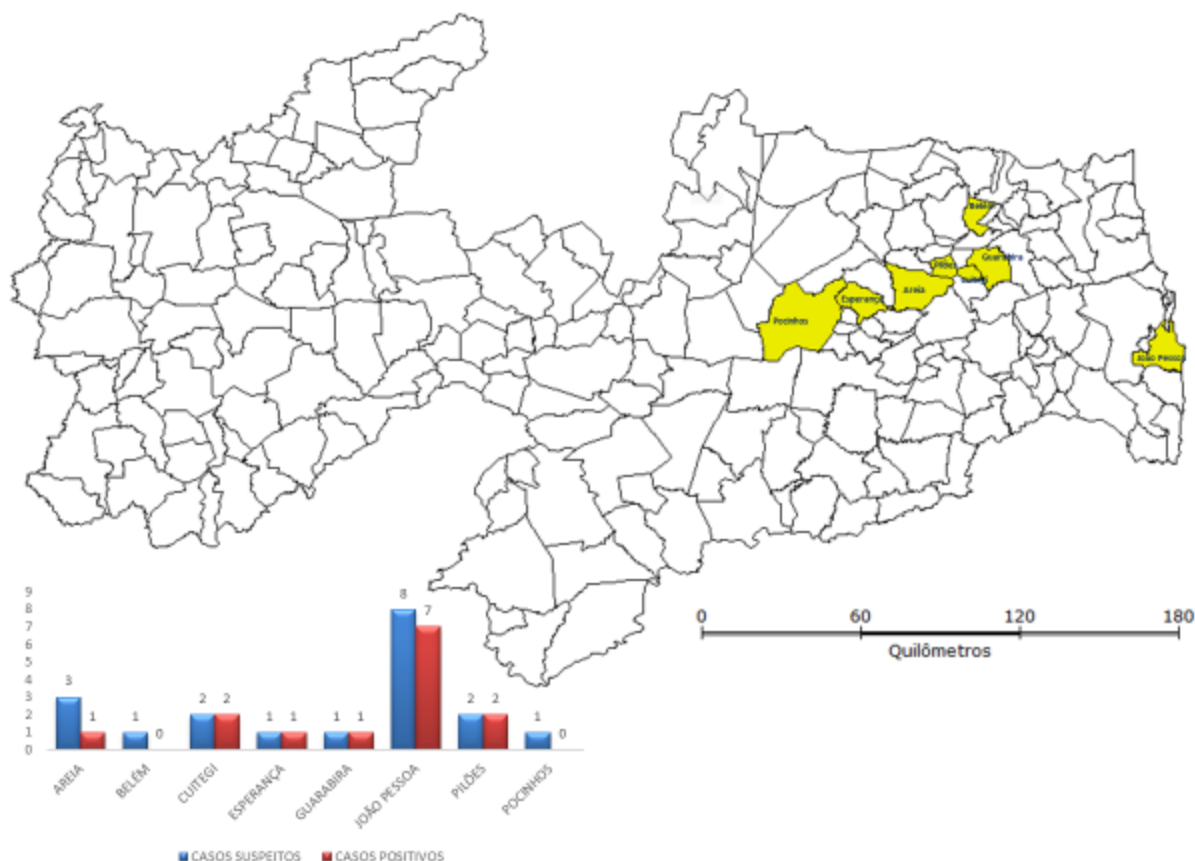 Belém
Guarabira
Pilões
Cuitegi
Areia
Esperança
Pocinhos
João Pessoa
0 60 120 180
Quilômetros
9
8
7
6
5
4
3
2
1
0
3 1 1 0 2 2 1 1 1 1 8 7 2 2 1 0
AREIA
BELÉM
CUITEGI
ESPERANÇA
GUARABIRA
JOÃO PESSOA
PILÕES
POCINHOS
CASOS SUSPEITOS CASOS POSITIVOS